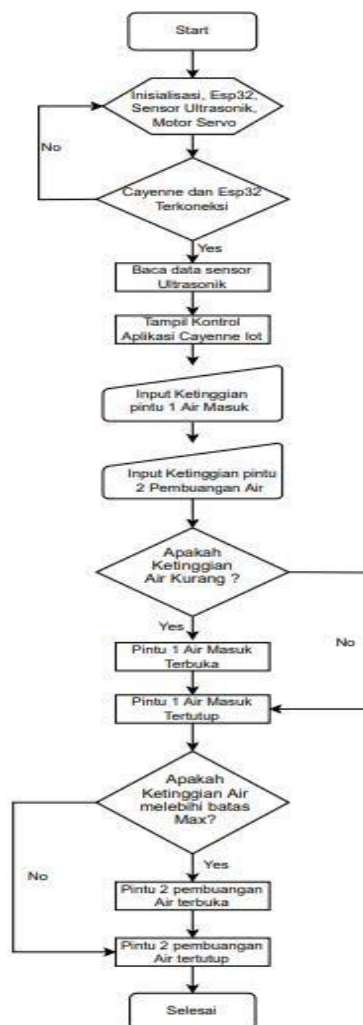 Start
Inisialisasi, Esp32,
Sensor Ultrasonik,
Motor Servo
No
Cayenne dan Esp32
Terkoneksi
Yes
Baca data sensor
Ultrasonik
Tampil Kontrol
Aplikasi Cayenne Iot
Input Ketinggian
pintu 1 Air Masuk
Input Ketinggian pintu
2 Pembuangan Air
Apakah
Ketinggian
Air Kurang ?
Yes
No
Pintu 1 Air Masuk
Terbuka
Pintu 1 Air Masuk
Tertutup
Apakah
Ketinggian Air
melebihi batas
Max?
No
Yes
Pintu 2 pembuangan
Air terbuka
Pintu 2 pembuangan
Air tertutup
Selesai